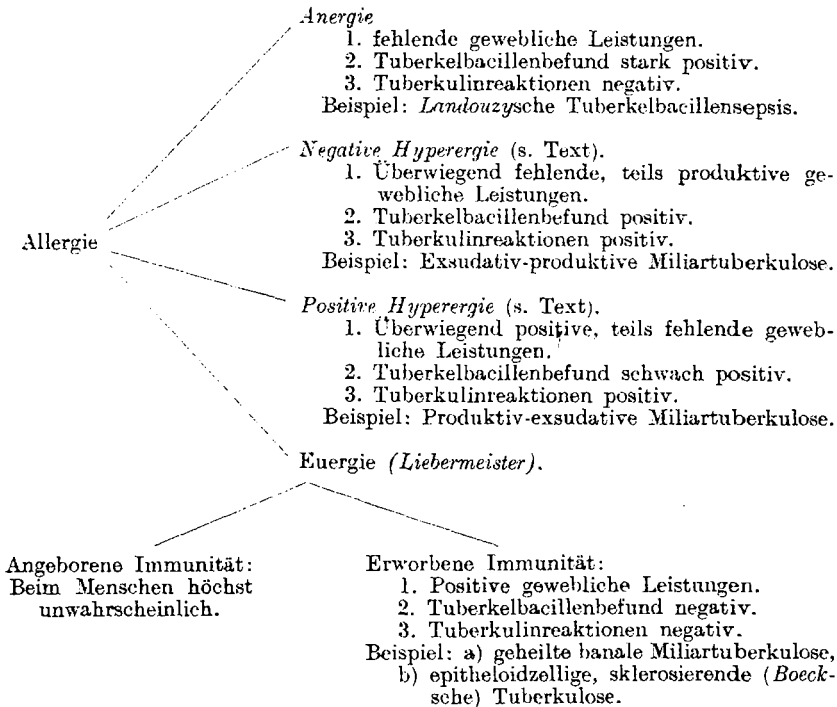 Anergie
1. fehlende gewebliche Leistungen.
2. Tuberkelbacillenbefund stark positiv.
3. Tuberkulinreaktionen negativ.
Beispiel: Landouzysche Tuberkelbacillensepsis.
Negative Hyperergie (s. Text).
1. Überwiegend fehlende, teils produktive ge-
webliche Leistungen.
2. Tuberkelbacillenbefund positiv.
3. Tuberkulinreaktionen positiv.
Beispiel: Exsudativ-produktive Miliartuberkulose.
Allergie
Positive Hyperergie (s. Text).
1. Überwiegend positive, teils fehlende geweb-
liche Leistungen.
2. Tuberkelbacillenbefund schwach positiv.
3. Tuberkulinreaktionen positiv.
Beispiel: Produktiv-exsudative Miliartuberkulose.
Euergie (Liebermeister).
Angeborene Immunität:
Beim Menschen höchst
unwahrscheinlich.
Erworbene Immunität:
1. Positive gewebliche Leistungen.
2. Tuberkelbacillenbefund negativ.
3. Tuberkulinreaktionen negativ.
Beispiel: a) geheilte banale Miliartuberkulose,
b) epitheloidzellige, sklerosierende (Boeck-
sche) Tuberkulose.